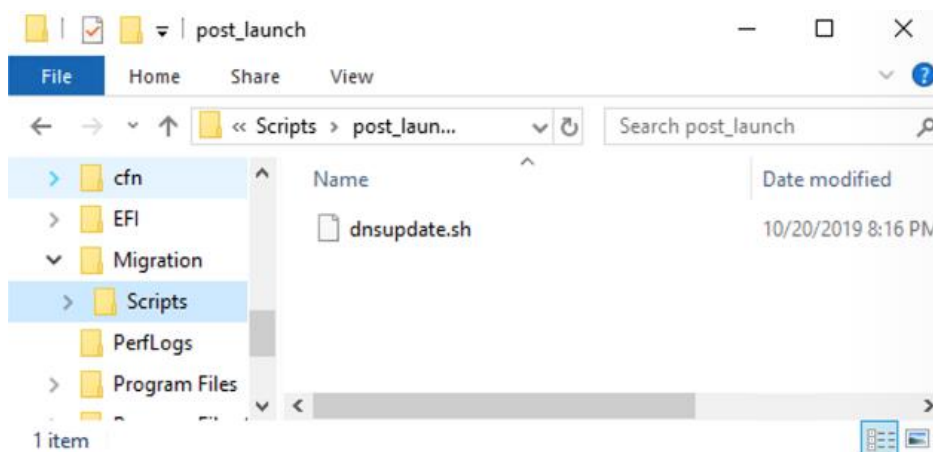 post_launch
File Home Share View
« Scripts > post_laun... Search post_launch
cfn
EFI
Migration
Scripts
PerfLogs
Program Files
Name Date modified
dnsupdate.sh 10/20/2019 8:16 PM
1 item